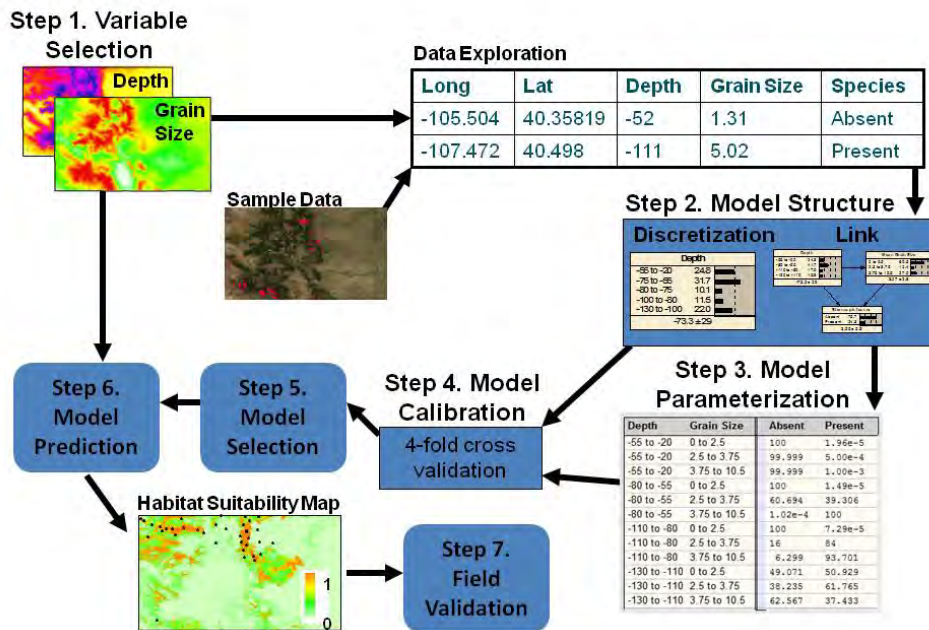 Step 1. Variable
Selection
Depth
Grain
Size
Data Exploration
Long Lat Depth Grain Size Species
-105.504 40.35819 -52 1.31 Absent
-107.472 40.498 -111 5.02 Present
Sample Data
Step 2. Model Structure
Discretization Link
Depth
-55 to -20 24.8
-75 to -55 31.7
-80 to -75 10.1
-100 to -80 11.5
-130 to -100 22.0
-73.3 ± 29
Depth
Absent
Present
Step 3. Model
Parameterization
Depth Grain Size Absent Present
-55 to -20 0 to 2.5 100 1.96e-5
-55 to -20 2.5 to 3.75 99.999 5.00e-4
-55 to -20 3.75 to 10.5 99.999 1.00e-3
-80 to -55 0 to 2.5 100 1.49e-5
-80 to -55 2.5 to 3.75 60.694 39.306
-80 to -55 3.75 to 10.5 1.02e-4 100
-110 to -80 0 to 2.5 100 7.29e-5
-110 to -80 2.5 to 3.75 16 84
-110 to -80 3.75 to 10.5 6.299 93.701
-130 to -110 0 to 2.5 49.071 50.929
-130 to -110 2.5 to 3.75 38.235 61.765
-130 to -110 3.75 to 10.5 62.567 37.433
Step 4. Model
Calibration
4-fold cross
validation
Step 5.
Model
Selection
Step 6.
Model
Prediction
Habitat Suitability Map
1
0
Step 7.
Field
Validation